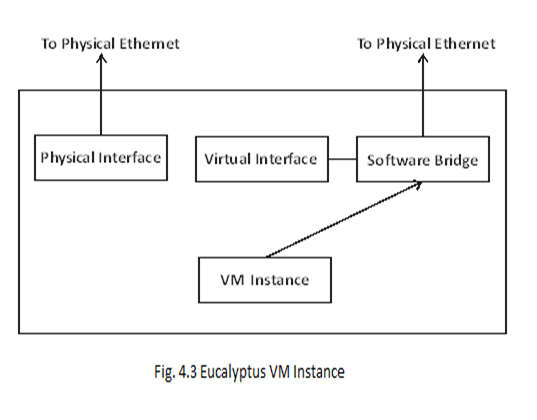 To Physical Ethernet
To Physical Ethernet
Physical Interface
Virtual Interface
Software Bridge
VM Instance
Fig. 4.3 Eucalyptus VM Instance